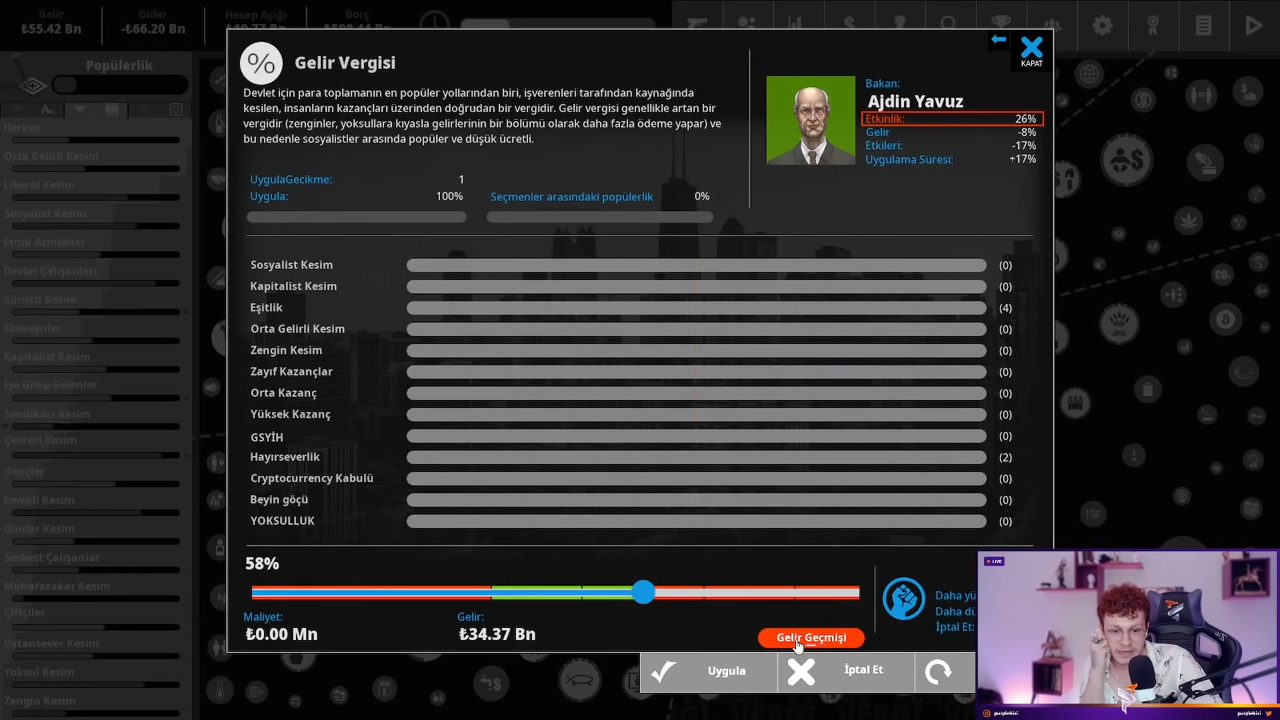 Gelir
Gider
Hesap Açığı
Borç
₺55.42 Bn
-₺66.20 Bn
Popülerlik
Herkes
Orta Gelirli Kesim
Liberal Kesim
Sosyalist Kesim
Etnik Azınlıklar
Devlet Çalışanları
Sürücü Kesim
Ebeveynler
Kapitalist Kesim
İşe Gidip Gelenler
Sendikacı Kesim
Çevreci Kesim
Gençler
Emekli Kesim
Dindar Kesim
Serbest Çalışanlar
Muhafazakar Kesim
Çiftçiler
Vatansever Kesim
Yoksul Kesim
Zengin Kesim
% Gelir Vergisi
Devlet için para toplamanın en popüler yollarından biri, işverenleri tarafından kaynağında
kesilen, insanların kazançları üzerinden doğrudan bir vergidir. Gelir vergisi genellikle artan bir
vergidir (zenginler, yoksullara kıyasla gelirlerinin bir bölümü olarak daha fazla ödeme yapar) ve
bu nedenle sosyalistler arasında popüler ve düşük ücretli.
UygulaGecikme: 1
Uygula: 100%
Seçmenler arasındaki popülerlik 0%
KAPAT
Bakan:
Ajdin Yavuz
Etkinlik: 26%
Gelir -8%
Etkileri: -17%
Uygulama Süresi: +17%
Sosyalist Kesim (0)
Kapitalist Kesim (0)
Eşitlik (4)
Orta Gelirli Kesim (0)
Zengin Kesim (0)
Zayıf Kazançlar (0)
Orta Kazanç (0)
Yüksek Kazanç (0)
GSYİH (0)
Hayırseverlik (2)
Cryptocurrency Kabulü (0)
Beyin göçü (0)
YOKSULLUK (0)
58%
Maliyet:
₺0.00 Mn
Gelir:
₺34.37 Bn
Gelir Geçmişi
Daha yü
Daha dü
İptal Et:
Uygula
İptal Et
LIVE